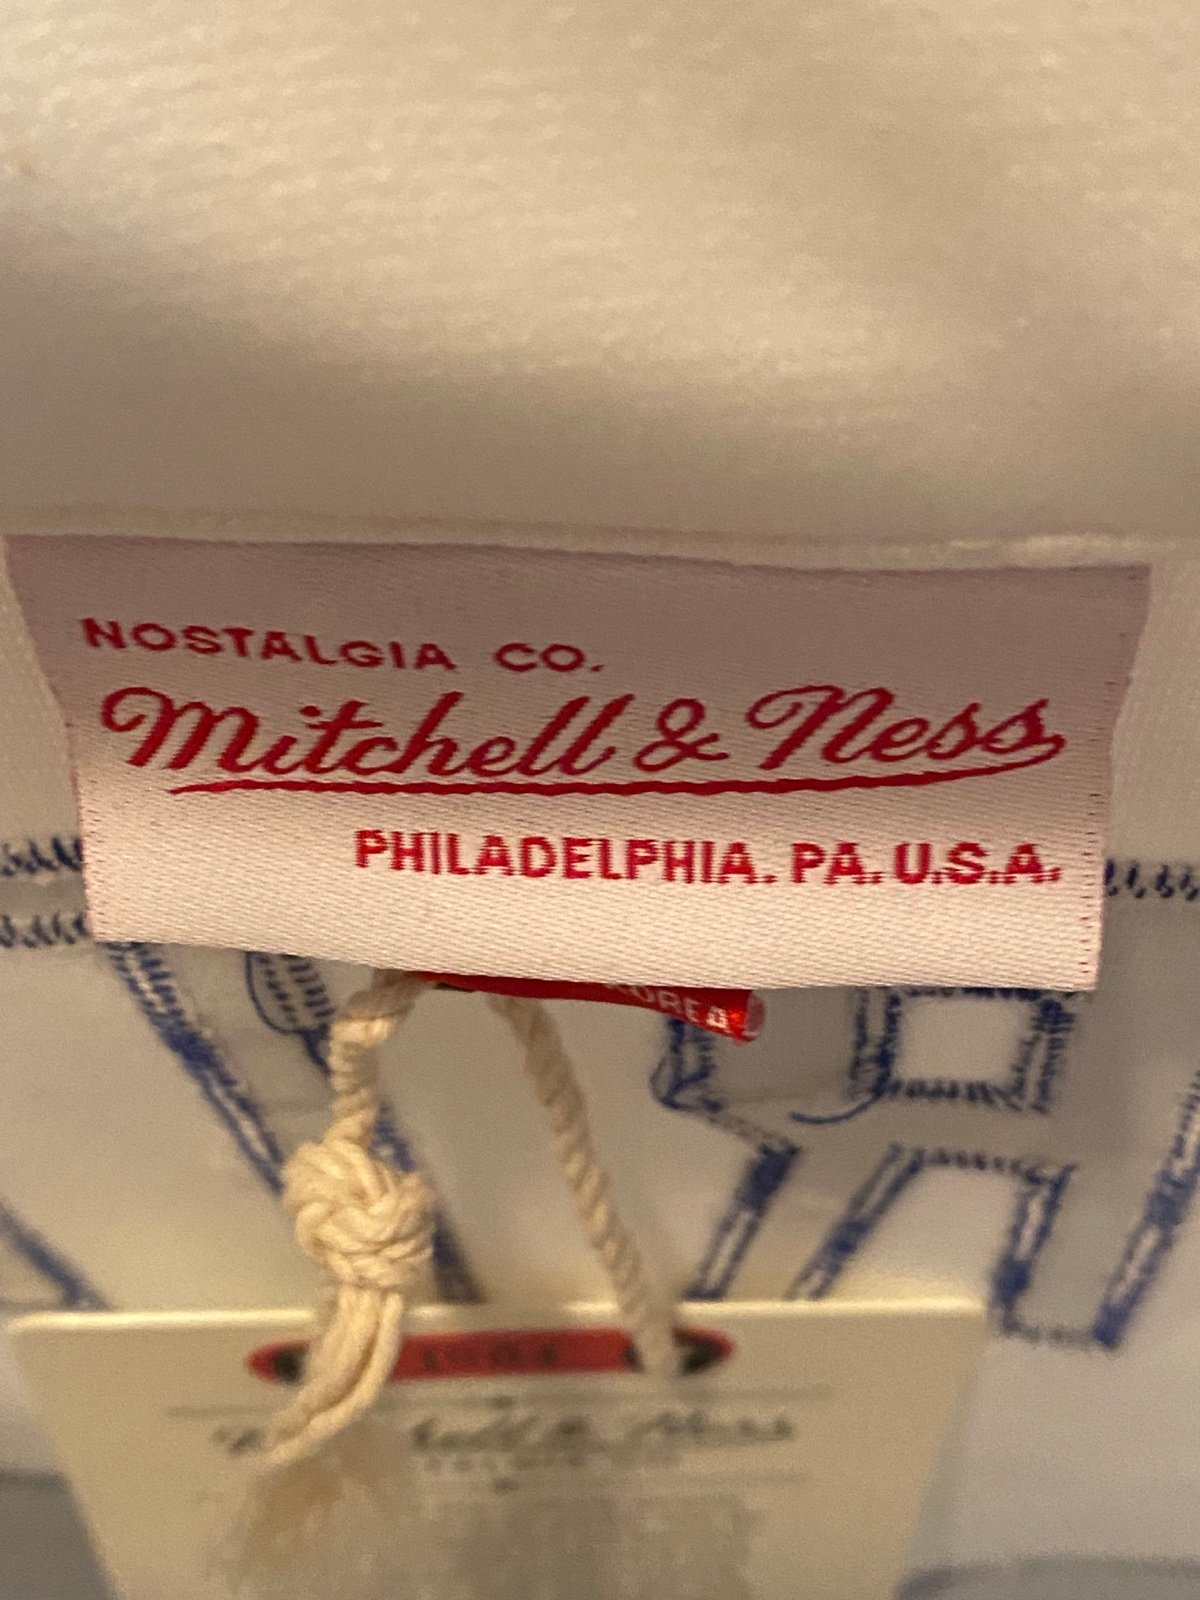 NOSTALGIA CO.
Mitchell & Ness
PHILADELPHIA. PA. U.S.A.
KOREA